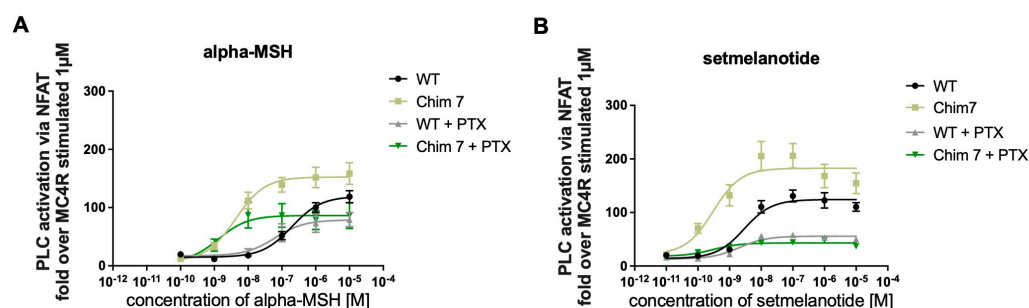 A
alpha-MSH
PLC activation via NFAT
fold over MC4R stimulated 1µM
300
200
100
0
10-12 10-11 10-10 10-9 10-8 10-7 10-6 10-5 10-4
concentration of alpha-MSH [M]
WT
Chim 7
WT + PTX
Chim 7 + PTX
B
setmelanotide
PLC activation via NFAT
fold over MC4R stimulated 1µM
300
200
100
0
10-12 10-11 10-10 10-9 10-8 10-7 10-6 10-5 10-4
concentration of setmelanotide [M]
WT
Chim7
WT + PTX
Chim 7 + PTX